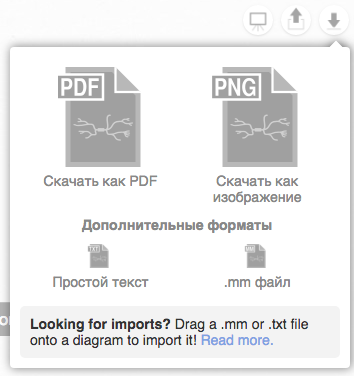 PDF
PNG
Скачать как PDF
Скачать как
изображение
Дополнительные форматы
TXT
MM
Простой текст
.mm файл
Looking for imports? Drag a .mm or .txt file
onto a diagram to import it! Read more.